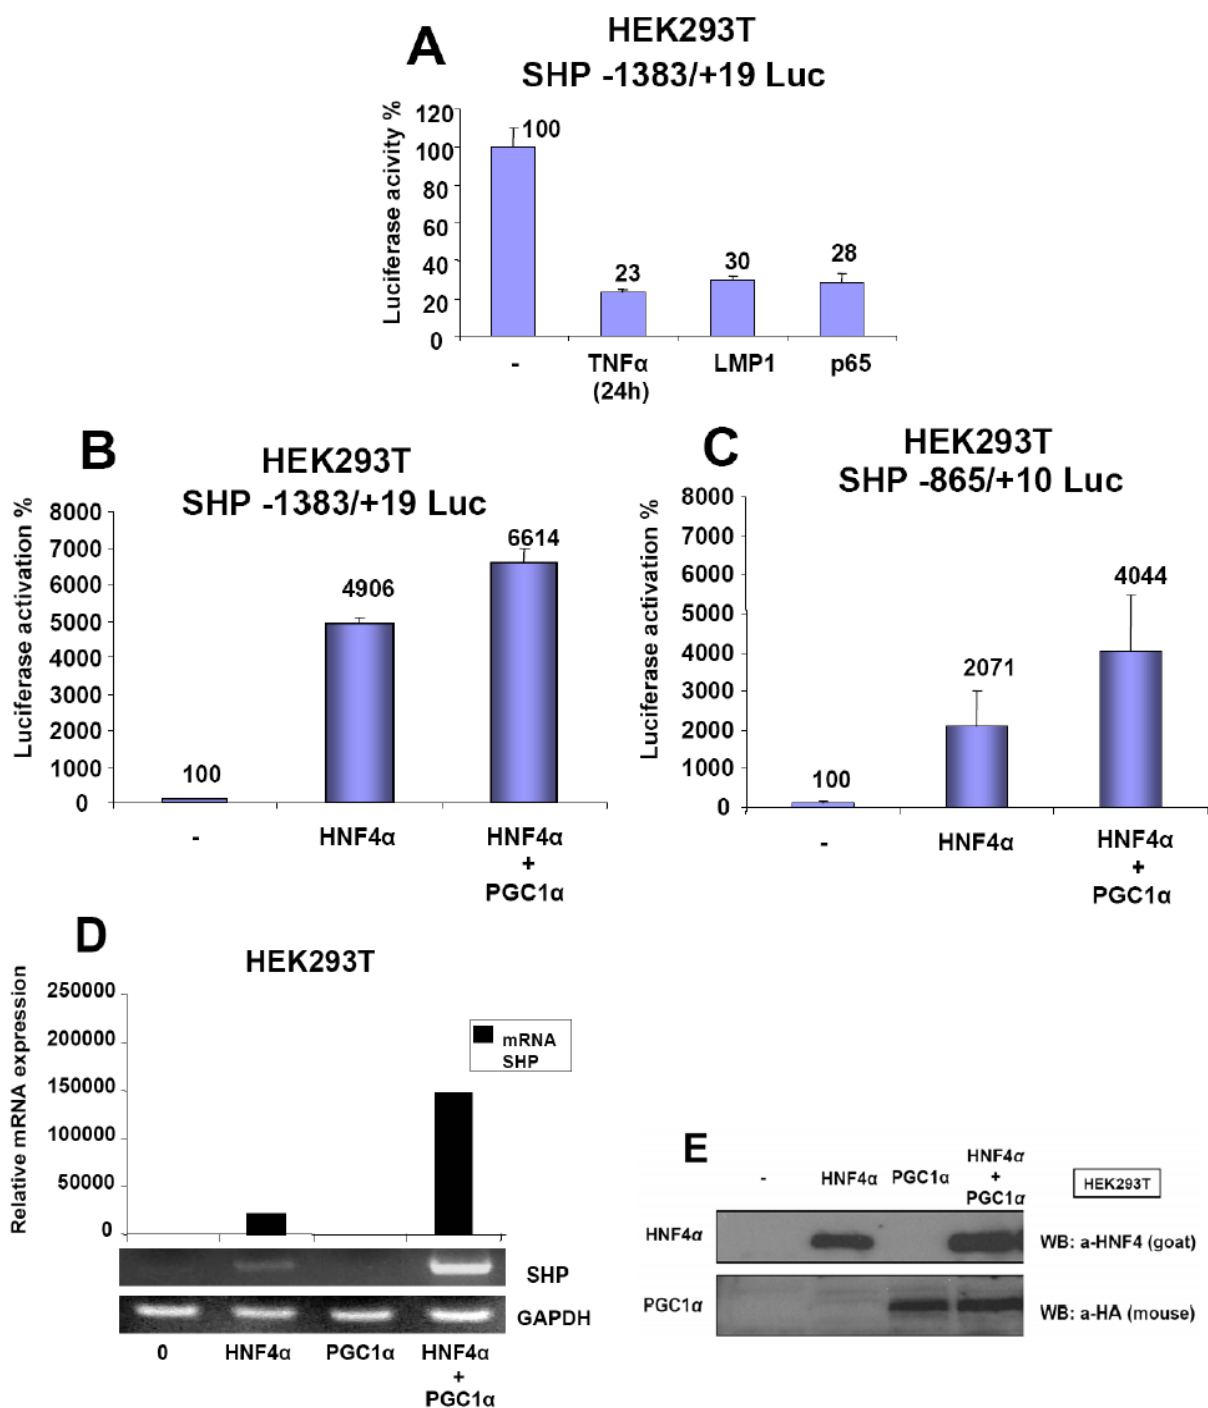 A
HEK293T
SHP -1383/+19 Luc
Luciferase acivity %
120
100
80
60
40
20
0
100
23
30
28
-
TNFα
(24h)
LMP1
p65
B
HEK293T
SHP -1383/+19 Luc
Luciferase activation %
8000
7000
6000
5000
4000
3000
2000
1000
0
100
4906
6614
-
HNF4α
HNF4α
+
PGC1α
C
HEK293T
SHP -865/+10 Luc
Luciferase activation %
8000
7000
6000
5000
4000
3000
2000
1000
0
100
2071
4044
-
HNF4α
HNF4α
+
PGC1α
D
HEK293T
Relative mRNA expression
250000
200000
150000
100000
50000
0
mRNA
SHP
SHP
GAPDH
0
HNF4α
PGC1α
HNF4α
+
PGC1α
E
-
HNF4α
PGC1α
HNF4α
+
PGC1α
HEK293T
HNF4α
WB: a-HNF4 (goat)
PGC1α
WB: a-HA (mouse)